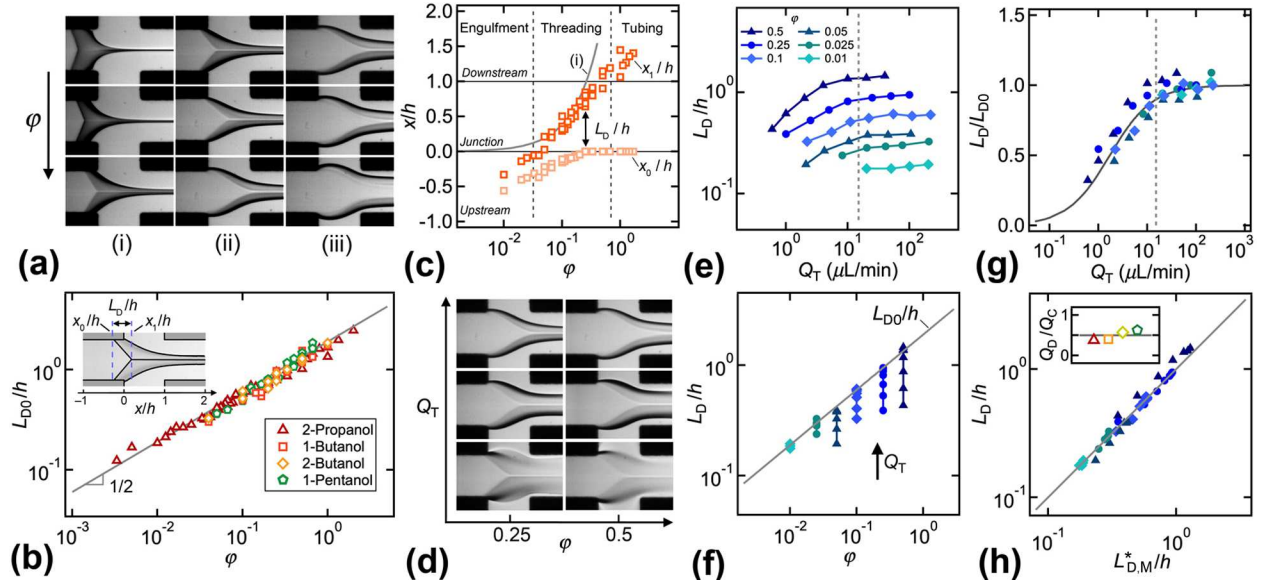 (a)
φ
(i)
(ii)
(iii)
(b)
L_D0/h
10^0
10^-1
10^-3
10^-2
10^-1
10^0
φ
L_D/h
x_0/h
x_1/h
-1
0
1
2
x/h
1/2
2-Propanol
1-Butanol
2-Butanol
1-Pentanol
(c)
Engulfment
Threading
Tubing
x/h
2.0
1.5
1.0
0.5
0.0
-0.5
-1.0
(i)
x_1/h
Downstream
L_D/h
Junction
x_0/h
Upstream
10^-2
10^-1
10^0
φ
(d)
Q_T
0.25
0.5
φ
(e)
φ
0.5
0.05
0.25
0.025
0.1
0.01
L_D/h
10^0
10^-1
10^0
10^1
10^2
Q_T (μL/min)
(f)
L_D/h
10^0
10^-1
L_D0/h
Q_T
10^-2
10^-1
10^0
φ
(g)
L_D/L_D0
1.5
1.0
0.5
0.0
10^-1
10^0
10^1
10^2
10^3
Q_T (μL/min)
(h)
L_D/h
10^0
10^-1
Q_D/Q_C
1
0
10^-1
10^0
L*_D,M/h